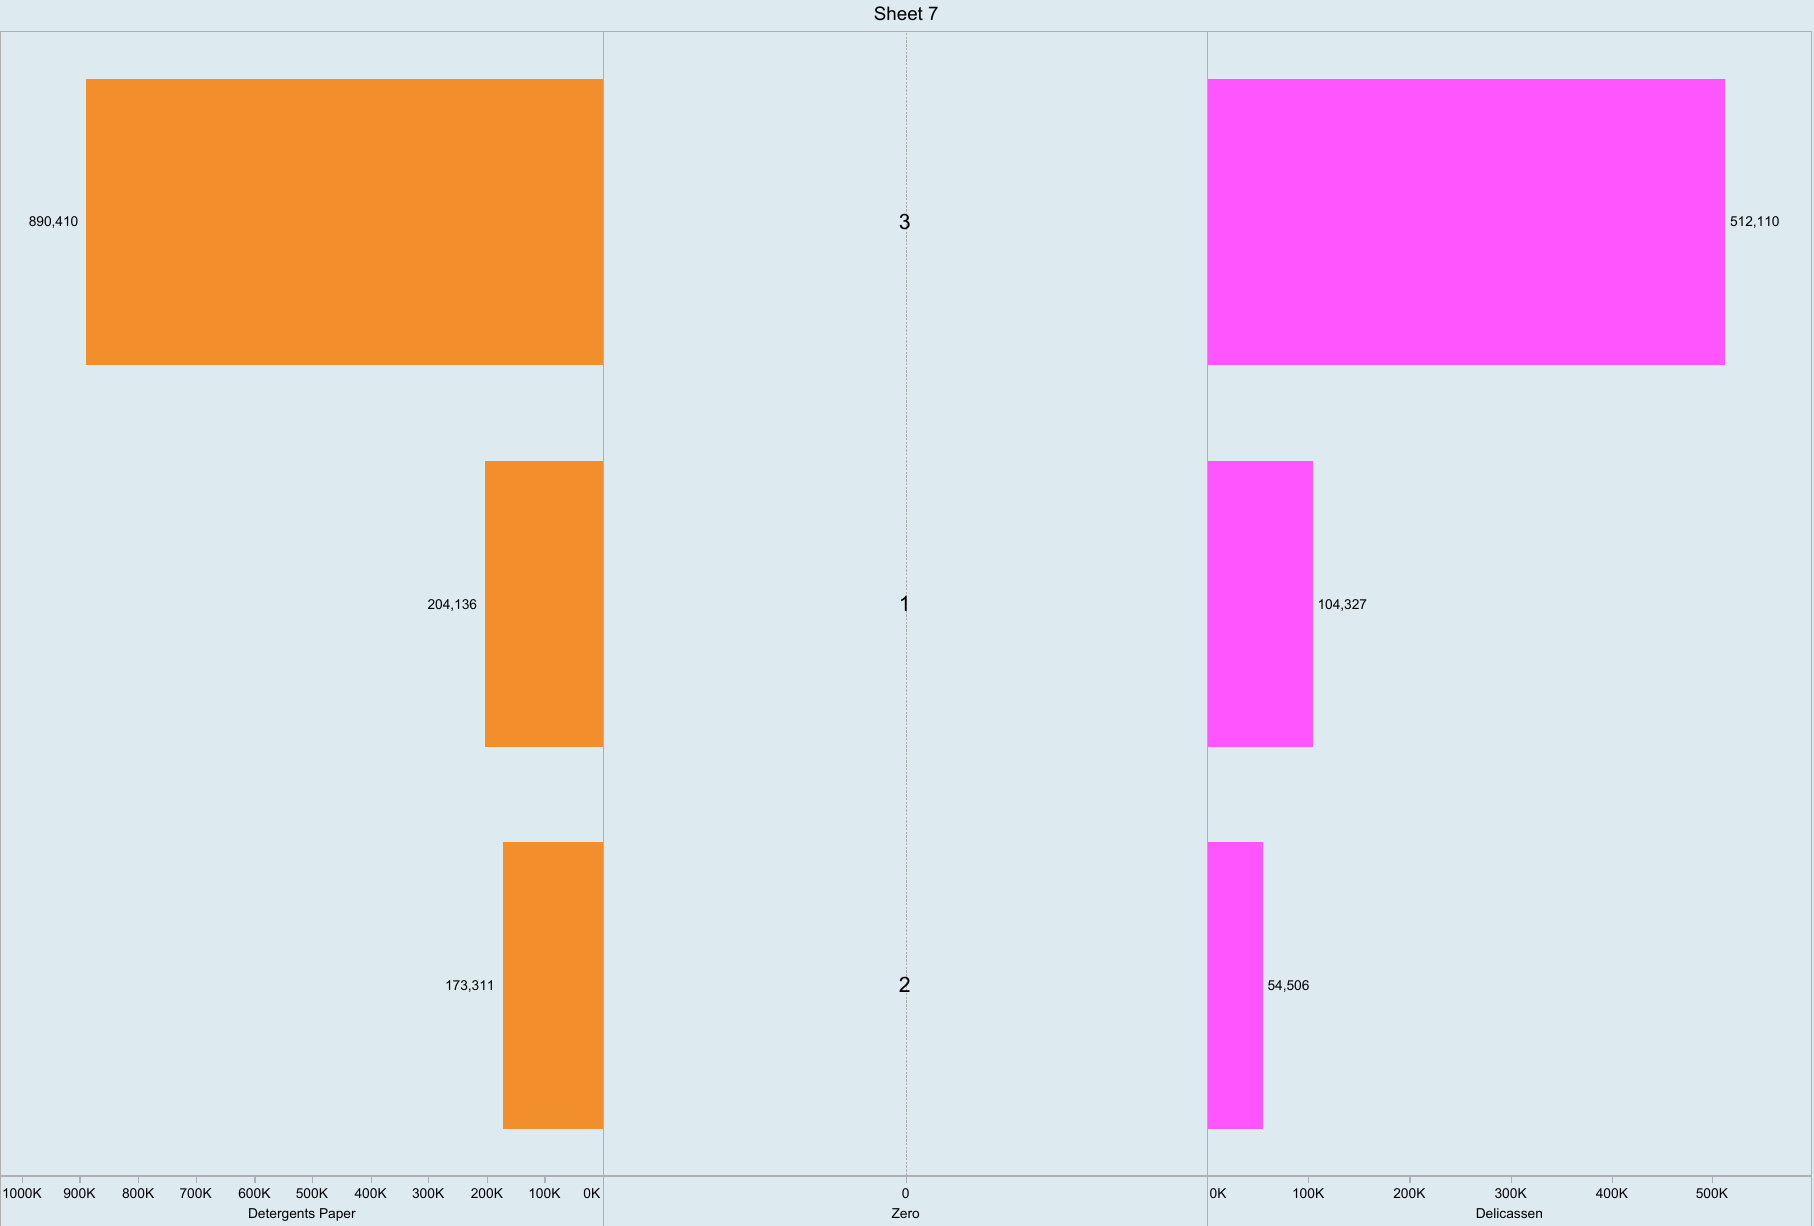 Sheet 7
890,410 3 512,110
204,136 1 104,327
173,311 2 54,506
1000K 900K 800K 700K 600K 500K 400K 300K 200K 100K 0K 0 0K 100K 200K 300K 400K 500K
Detergents Paper Zero Delicassen